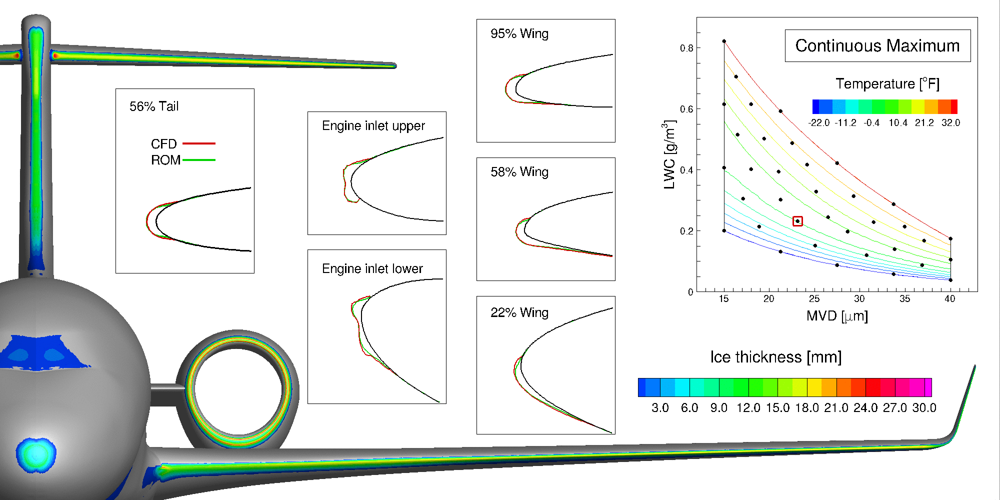 56% Tail
CFD
ROM
Engine inlet upper
Engine inlet lower
95% Wing
58% Wing
22% Wing
Continuous Maximum
Temperature [°F]
-22.0 -11.2 -0.4 10.4 21.2 32.0
LWC [g/m³]
0.8
0.6
0.4
0.2
0
15 20 25 30 35 40
MVD [μm]
Ice thickness [mm]
3.0 6.0 9.0 12.0 15.0 18.0 21.0 24.0 27.0 30.0